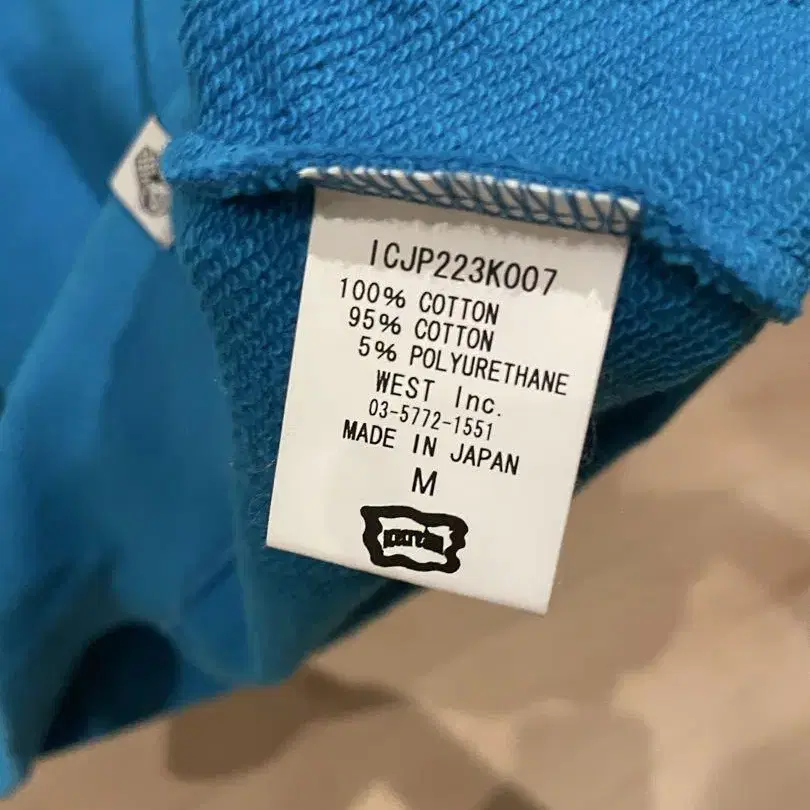 ICJP223K007
100% COTTON
95% COTTON
5% POLYURETHANE
WEST Inc.
03-5772-1551
MADE IN JAPAN
M